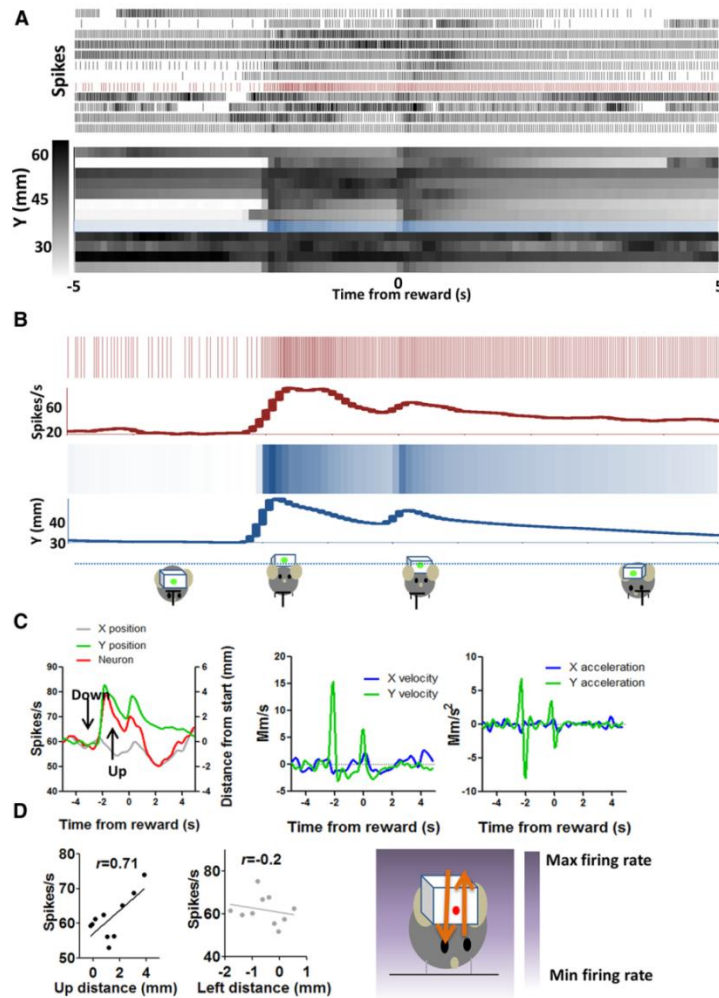 A
Spikes
Y (mm)
60
45
30
-5
0
5
Time from reward (s)
B
Spikes/s
60
20
Y (mm)
40
30
C
X position
Y position
Neuron
Spikes/s
90
80
70
60
50
40
Down
Up
6
4
2
0
-2
-4
Distance from start (mm)
-4 -2 0 2 4
Time from reward (s)
X velocity
Y velocity
Mm/s
20
15
10
5
0
-5
-4 -2 0 2 4
Time from reward (s)
X acceleration
Y acceleration
Mm/s²
10
5
0
-5
-10
-4 -2 0 2 4
Time from reward (s)
D
r=0.71
Spikes/s
80
70
60
50
0 2 4
Up distance (mm)
r=-0.2
Spikes/s
80
60
40
-2 -1 0 1
Left distance (mm)
Max firing rate
Min firing rate